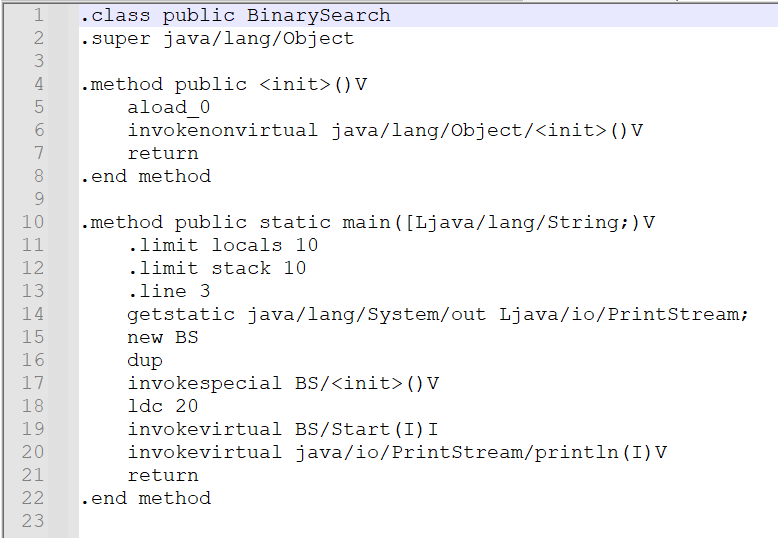 1 .class public BinarySearch
2 .super java/lang/Object
3
4 .method public <init>()V
5     aload_0
6     invokenonvirtual java/lang/Object/<init>()V
7     return
8 .end method
9
10 .method public static main([Ljava/lang/String;)V
11     .limit locals 10
12     .limit stack 10
13     .line 3
14     getstatic java/lang/System/out Ljava/io/PrintStream;
15     new BS
16     dup
17     invokespecial BS/<init>()V
18     ldc 20
19     invokevirtual BS/Start(I)I
20     invokevirtual java/io/PrintStream/println(I)V
21     return
22 .end method
23